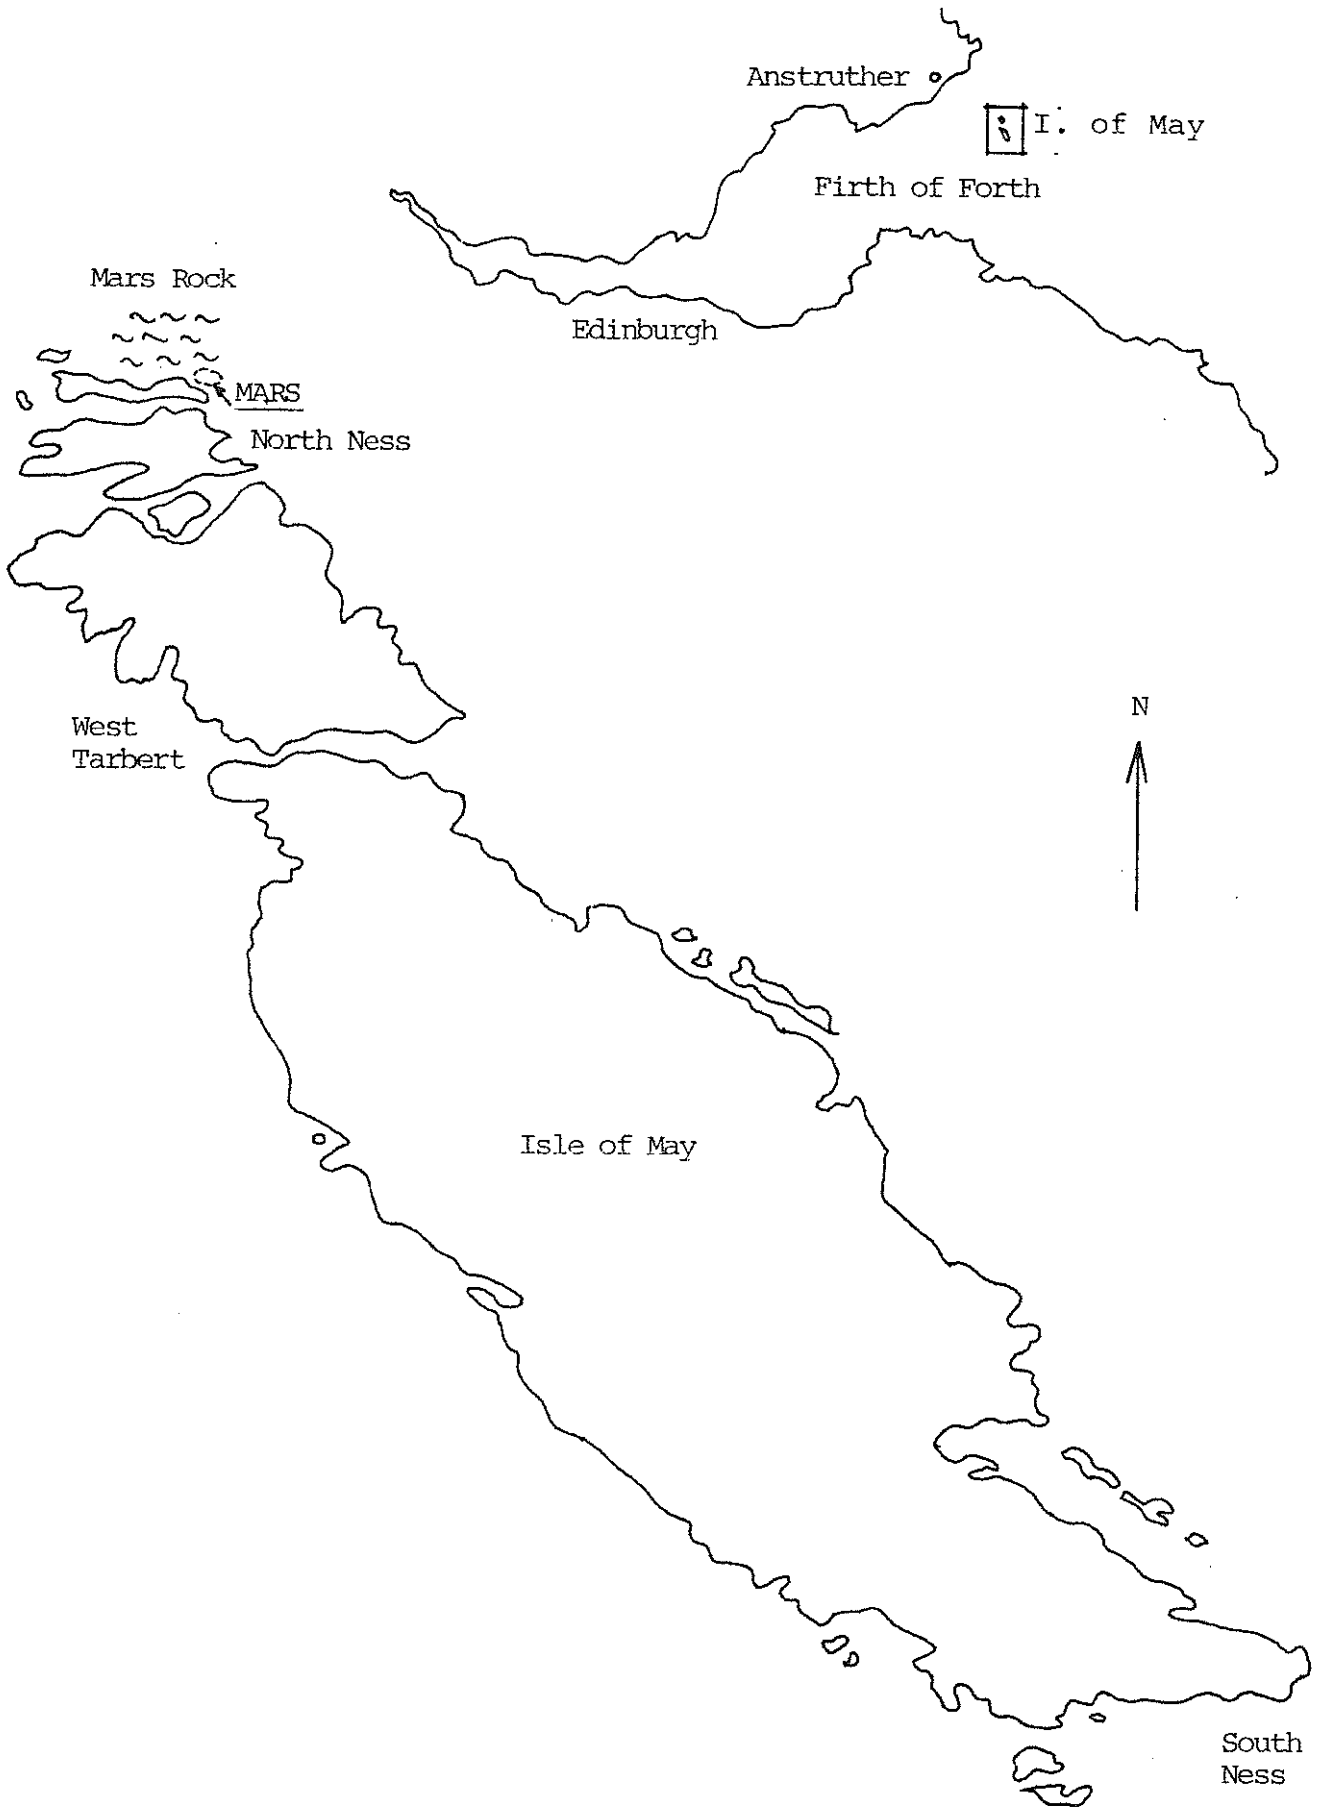 Anstruther
I. of May
Firth of Forth
Mars Rock
Edinburgh
MARS
North Ness
N
West
Tarbert
Isle of May
South
Ness